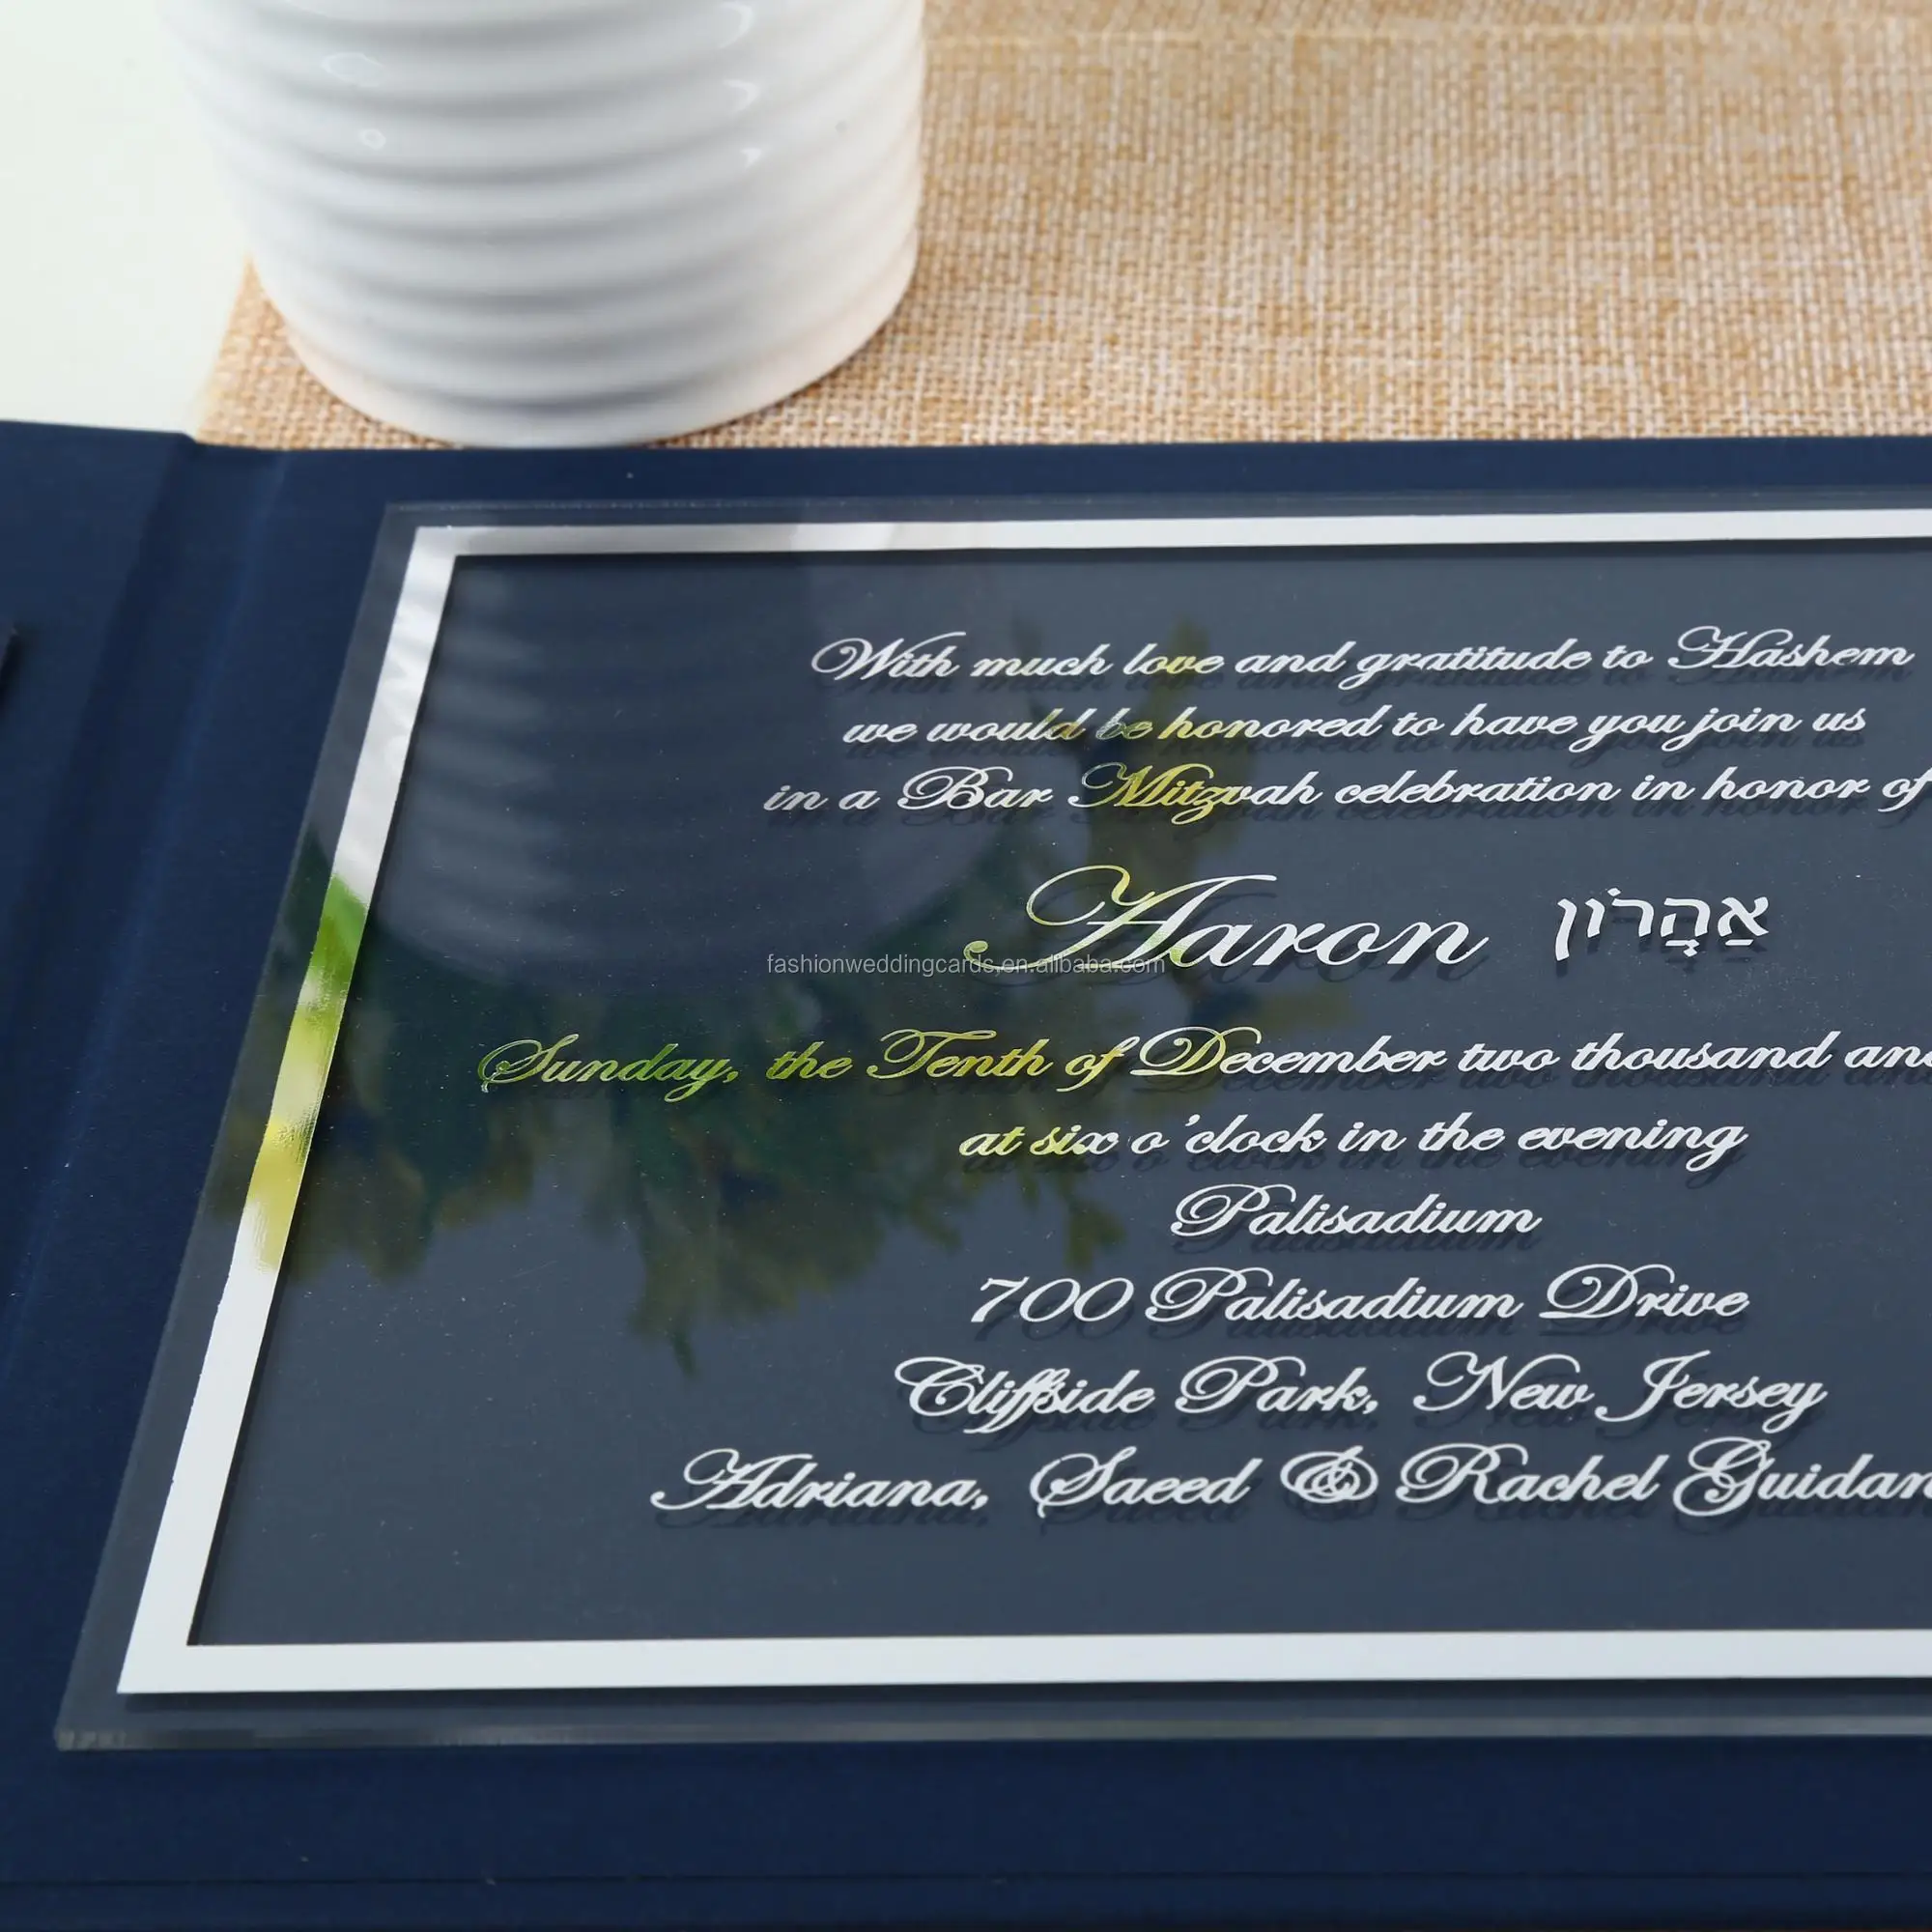 With much love and gratitude to Hashem
we would be honored to have you join us
in a Bar Mitzvah celebration in honor of
Aaron אַהֲרוֹן
fashionweddingcards.en.alibaba.com
Sunday, the Tenth of December two thousand and
at six o'clock in the evening
Palisadium
700 Palisadium Drive
Cliffside Park, New Jersey
Adriana, Saeed & Rachel